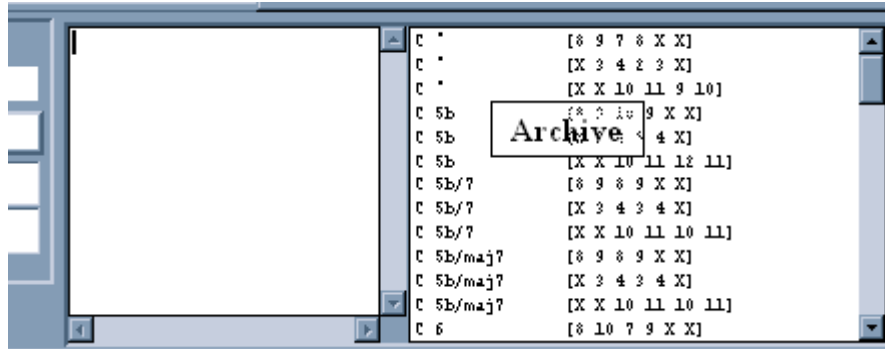 C " [8 9 7 8 X X]
C " [X 3 4 2 3 X]
C " [X X 10 11 9 10]
C 5b 9 X X]
Archive
C 5b 4 X]
C 5b [X X 10 11 12 11]
C 5b/7 [8 9 8 9 X X]
C 5b/7 [X 3 4 3 4 X]
C 5b/7 [X X 10 11 10 11]
C 5b/maj7 [8 9 8 9 X X]
C 5b/maj7 [X 3 4 3 4 X]
C 5b/maj7 [X X 10 11 10 11]
C 6 [8 10 7 9 X X]